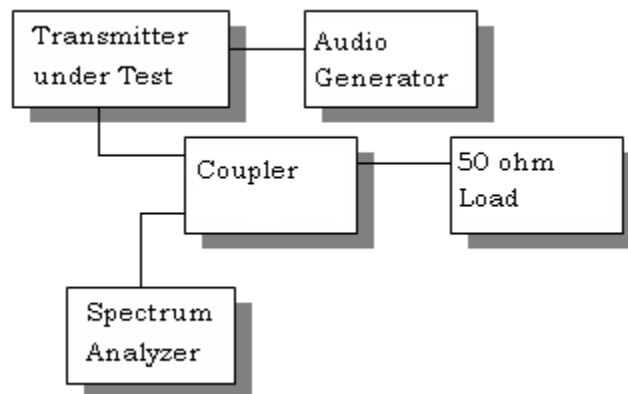 Transmitter
under Test
Audio
Generator
Coupler
50 ohm
Load
Spectrum
Analyzer